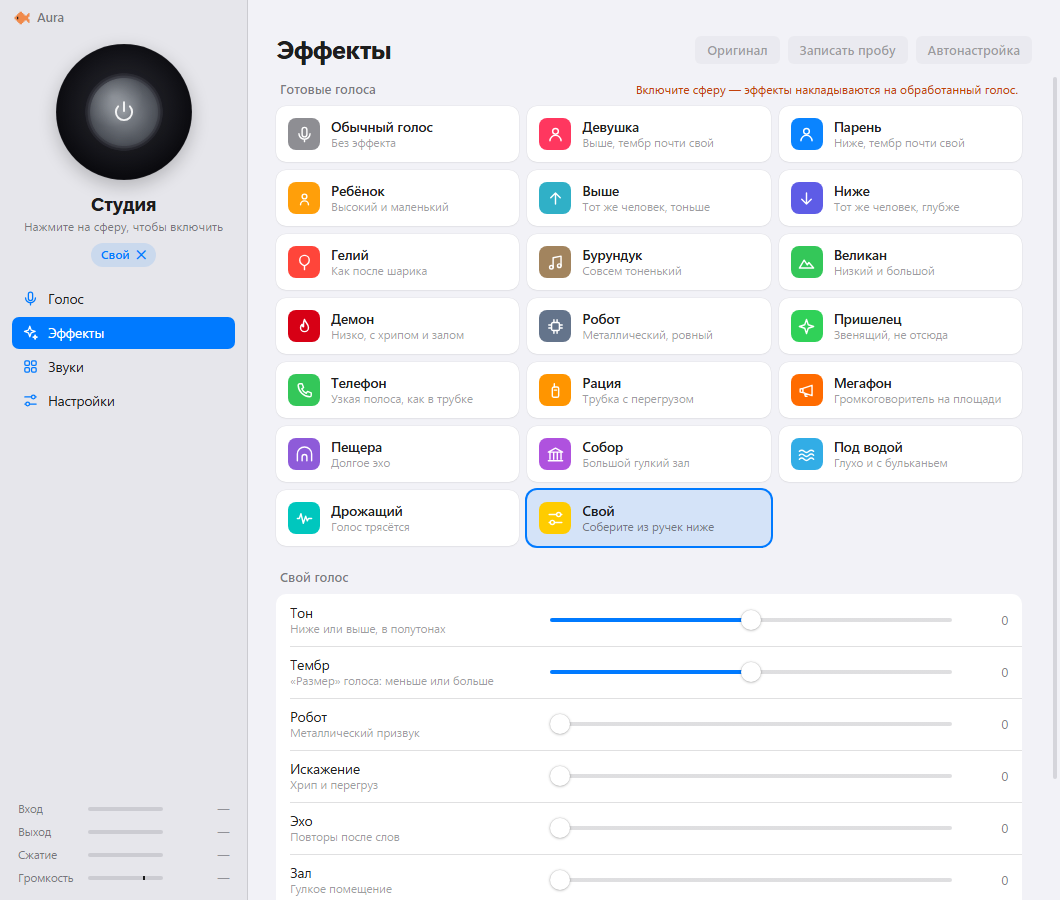 Aura
Студия
Нажмите на сферу, чтобы включить
Свой
Голос
Эффекты
Звуки
Настройки
Вход —
Выход —
Сжатие —
Громкость —
Эффекты
Оригинал
Записать пробу
Автонастройка
Готовые голоса
Включите сферу — эффекты накладываются на обработанный голос.
Обычный голос
Без эффекта
Девушка
Выше, тембр почти свой
Парень
Ниже, тембр почти свой
Ребёнок
Высокий и маленький
Выше
Тот же человек, тоньше
Ниже
Тот же человек, глубже
Гелий
Как после шарика
Бурундук
Совсем тоненький
Великан
Низкий и большой
Демон
Низко, с хрипом и залом
Робот
Металлический, ровный
Пришелец
Звенящий, не отсюда
Телефон
Узкая полоса, как в трубке
Рация
Трубка с перегрузом
Мегафон
Громкоговоритель на площади
Пещера
Долгое эхо
Собор
Большой гулкий зал
Под водой
Глухо и с бульканьем
Дрожащий
Голос трясётся
Свой
Соберите из ручек ниже
Свой голос
Тон
Ниже или выше, в полутонах
0
Тембр
«Размер» голоса: меньше или больше
0
Робот
Металлический призвук
0
Искажение
Хрип и перегруз
0
Эхо
Повторы после слов
0
Зал
Гулкое помещение
0